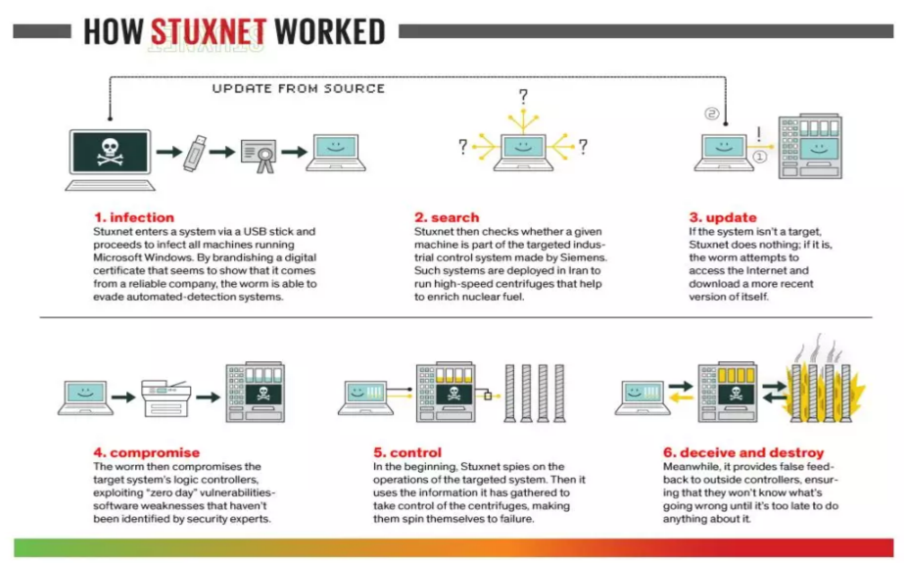 HOW STUXNET WORKED
UPDATE FROM SOURCE
?
?
?
2
!
1
1. infection
Stuxnet enters a system via a USB stick and
proceeds to infect all machines running
Microsoft Windows. By brandishing a digital
certificate that seems to show that it comes
from a reliable company, the worm is able to
evade automated-detection systems.
2. search
Stuxnet then checks whether a given
machine is part of the targeted indus-
trial control system made by Siemens.
Such systems are deployed in Iran to
run high-speed centrifuges that help
to enrich nuclear fuel.
3. update
If the system isn't a target,
Stuxnet does nothing; if it is,
the worm attempts to
access the Internet and
download a more recent
version of itself.
4. compromise
The worm then compromises the
target system's logic controllers,
exploiting "zero day" vulnerabilities-
software weaknesses that haven't
been identified by security experts.
5. control
In the beginning, Stuxnet spies on the
operations of the targeted system. Then it
uses the information it has gathered to
take control of the centrifuges, making
them spin themselves to failure.
6. deceive and destroy
Meanwhile, it provides false feed-
back to outside controllers, ensur-
ing that they won't know what's
going wrong until it's too late to do
anything about it.